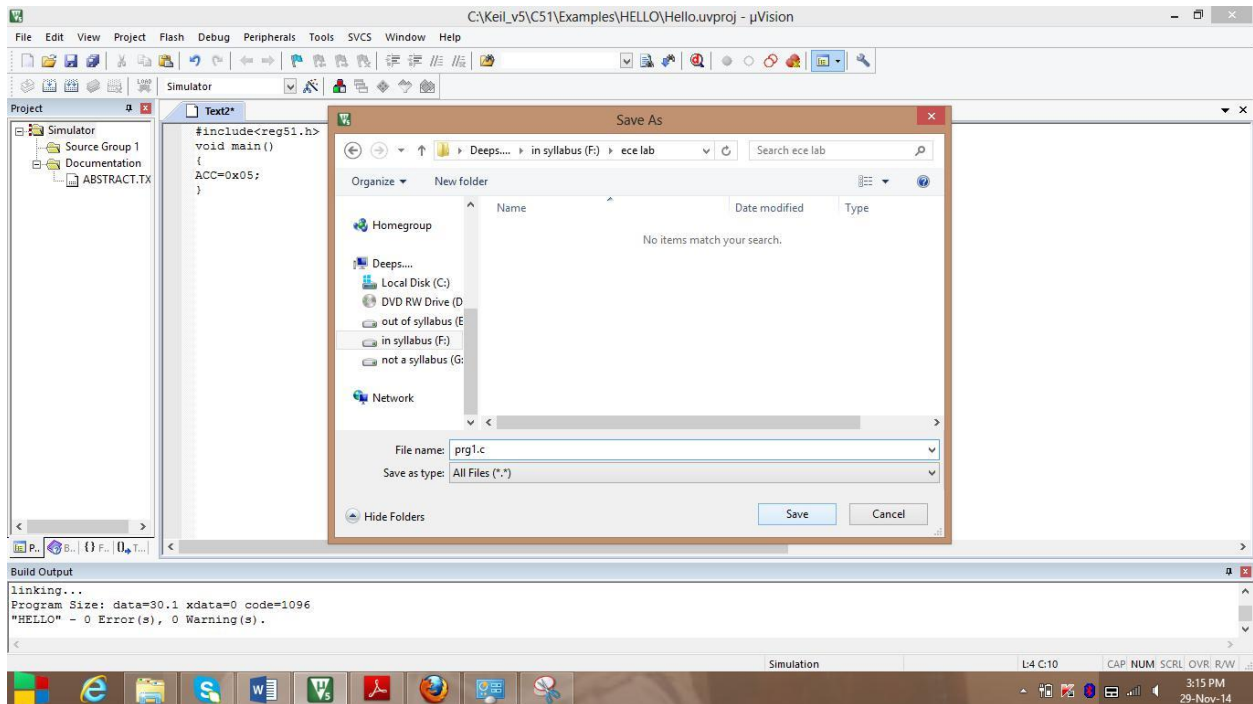 C:\Keil_v5\C51\Examples\HELLO\Hello.uvproj - µVision
File Edit View Project Flash Debug Peripherals Tools SVCS Window Help
Simulator
Project
Text2*
Simulator
Source Group 1
Documentation
ABSTRACT.TX
#include<reg51.h>
void main()
{
ACC=0x05;
}
Save As
Deeps.... in syllabus (F:) ece lab
Search ece lab
Organize New folder
Name Date modified Type
No items match your search.
Homegroup
Deeps....
Local Disk (C:)
DVD RW Drive (D
out of syllabus (E
in syllabus (F:)
not a syllabus (G:
Network
File name: prg1.c
Save as type: All Files (*.*)
Hide Folders
Save Cancel
P... B... {} F... 0 T...
Build Output
linking...
Program Size: data=30.1 xdata=0 code=1096
"HELLO" - 0 Error(s), 0 Warning(s).
Simulation L:4 C:10 CAP NUM SCRL OVR R/W
3:15 PM
29-Nov-14